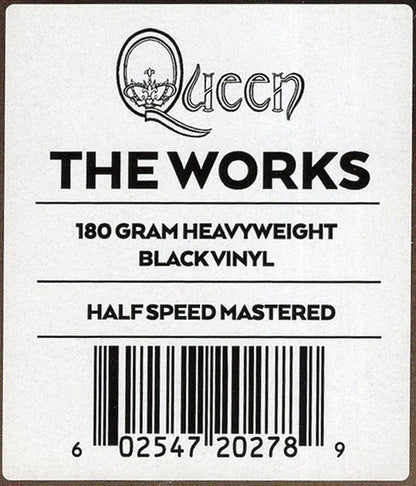 Queen
THE WORKS
180 GRAM HEAVYWEIGHT
BLACK VINYL
HALF SPEED MASTERED
6 02547 20278 9